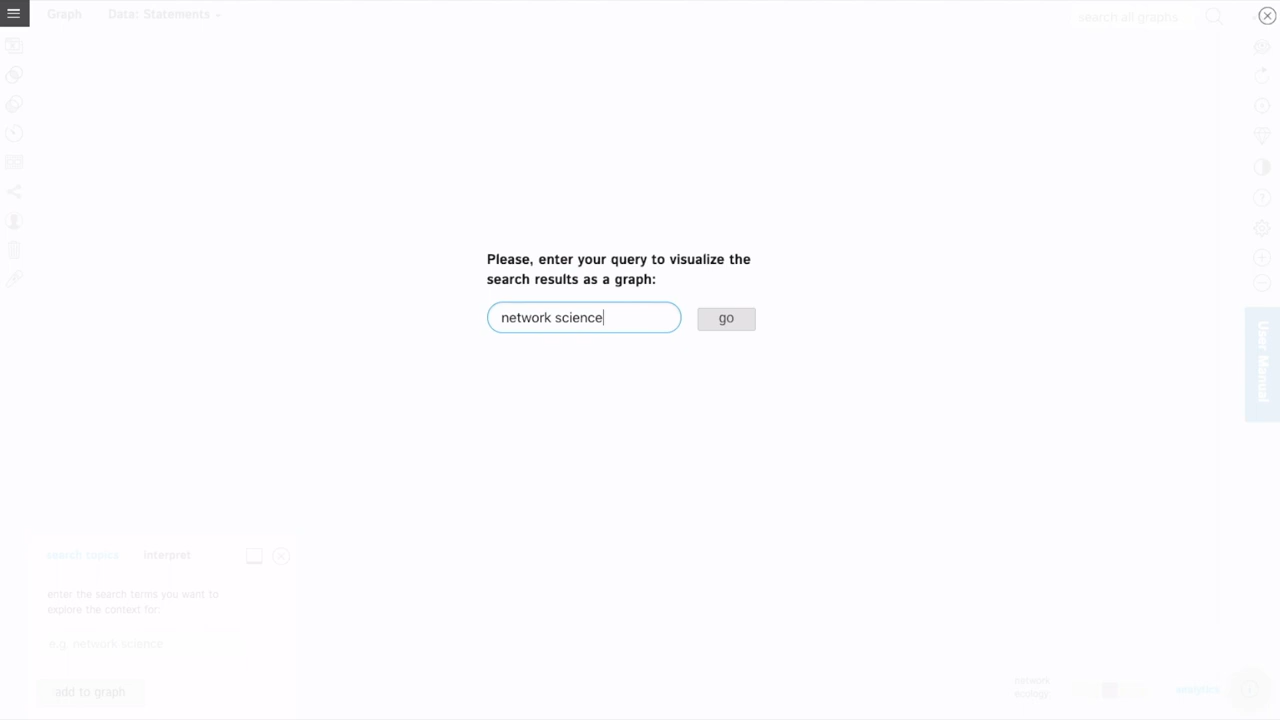 Graph
Data: Statements
search all graphs
Please, enter your query to visualize the
search results as a graph:
network science
go
User Manual
search topics
interpret
enter the search terms you want to
explore the context for:
e.g. network science
add to graph
network
ecology
analytics